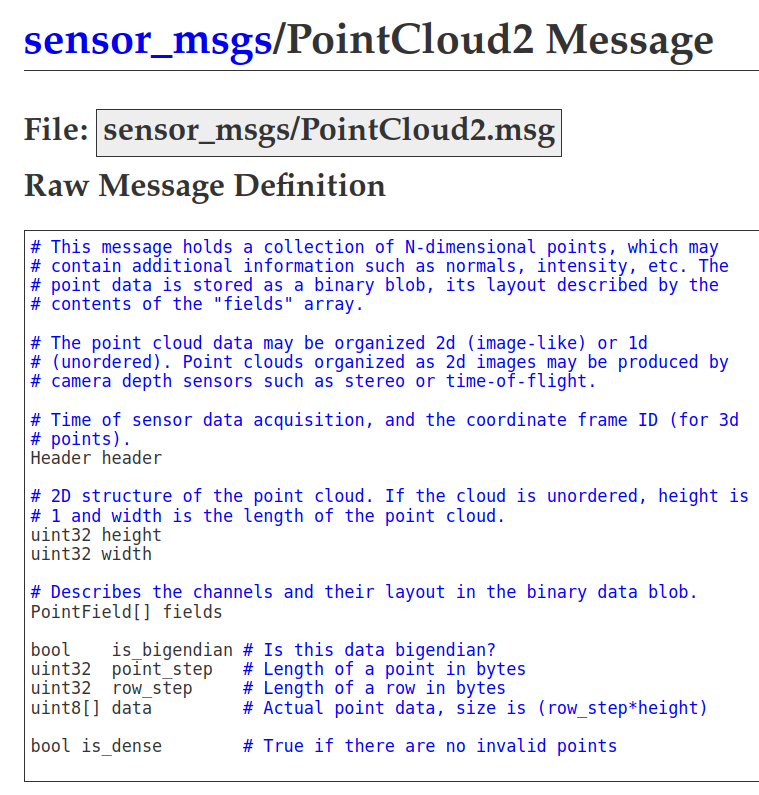 sensor_msgs/PointCloud2 Message
File: sensor_msgs/PointCloud2.msg
Raw Message Definition
# This message holds a collection of N-dimensional points, which may
# contain additional information such as normals, intensity, etc. The
# point data is stored as a binary blob, its layout described by the
# contents of the "fields" array.
# The point cloud data may be organized 2d (image-like) or 1d
# (unordered). Point clouds organized as 2d images may be produced by
# camera depth sensors such as stereo or time-of-flight.
# Time of sensor data acquisition, and the coordinate frame ID (for 3d
# points).
Header header
# 2D structure of the point cloud. If the cloud is unordered, height is
# 1 and width is the length of the point cloud.
uint32 height
uint32 width
# Describes the channels and their layout in the binary data blob.
PointField[] fields
bool    is_bigendian # Is this data bigendian?
uint32  point_step   # Length of a point in bytes
uint32  row_step     # Length of a row in bytes
uint8[] data         # Actual point data, size is (row_step*height)
bool is_dense        # True if there are no invalid points